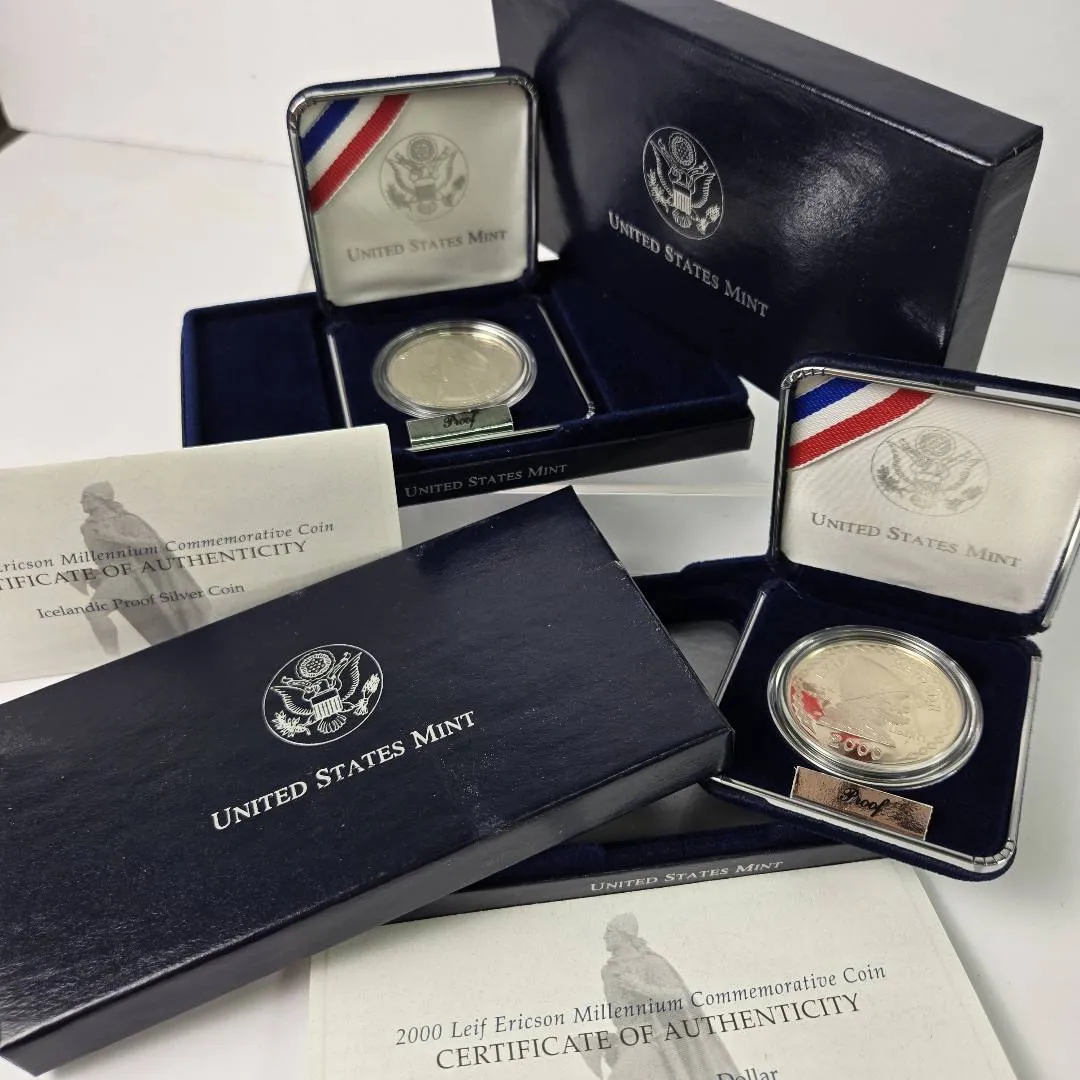 UNITED STATES MINT
UNITED STATES MINT
Proof
UNITED STATES MINT
Ericson Millennium Commemorative Coin
CERTIFICATE OF AUTHENTICITY
Icelandic Proof Silver Coin
UNITED STATES MINT
UNITED STATES MINT
2000
Proof
UNITED STATES MINT
2000 Leif Ericson Millennium Commemorative Coin
CERTIFICATE OF AUTHENTICITY
Dollar